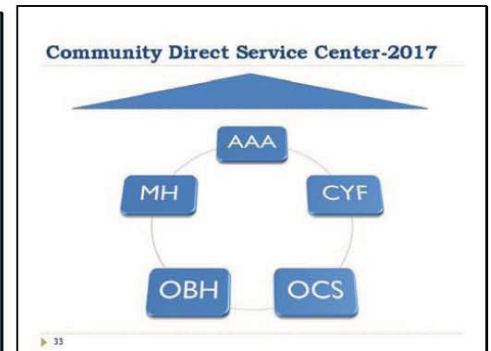 Community Direct Service Center-2017
AAA
MH
CYF
OBH
OCS
33